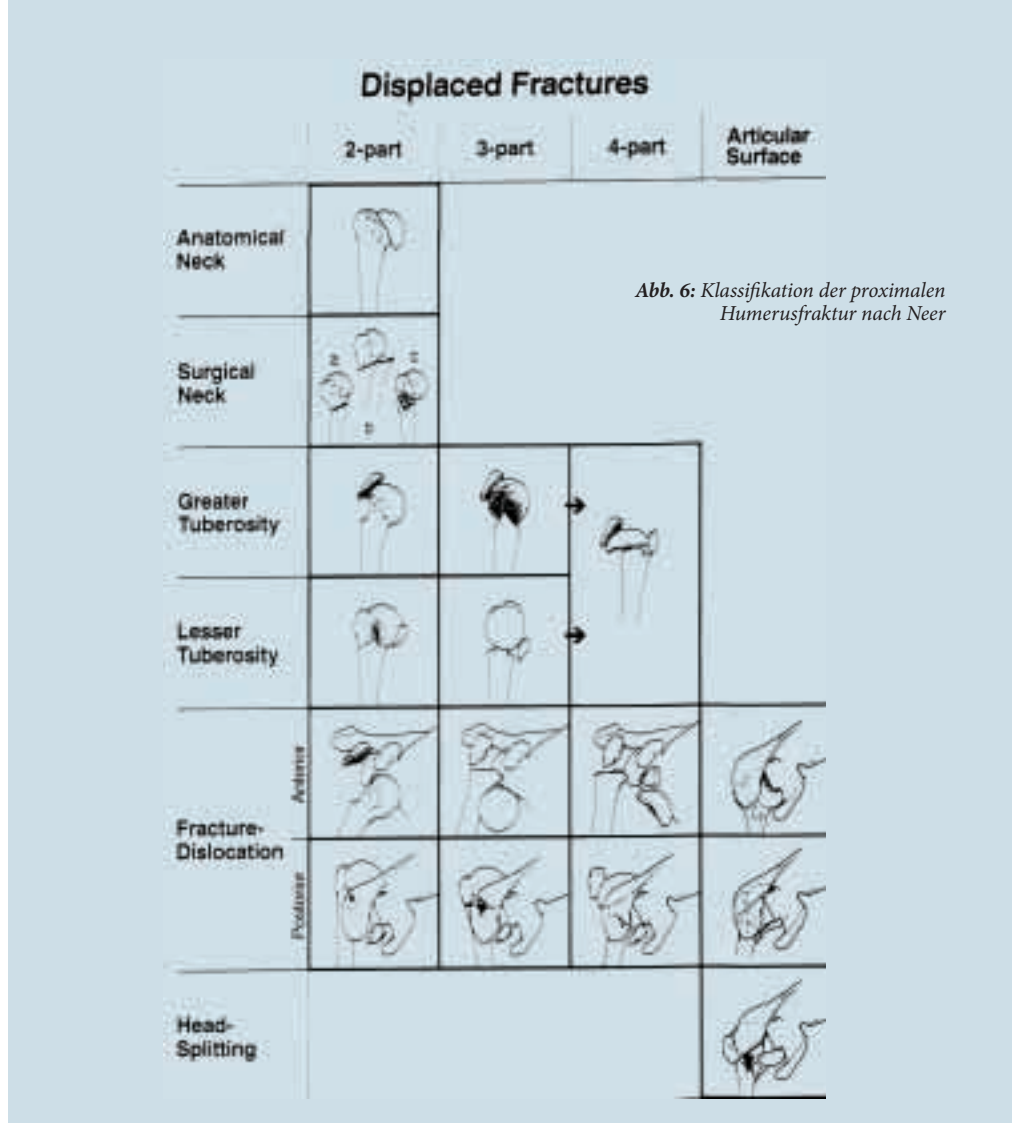 Displaced Fractures
2-part
3-part
4-part
Articular
Surface
Anatomical
Neck
Abb. 6: Klassifikation der proximalen
Humerusfraktur nach Neer
Surgical
Neck
Greater
Tuberosity
Lesser
Tuberosity
Anterior
Fracture-
Dislocation
Posterior
Head-
Splitting